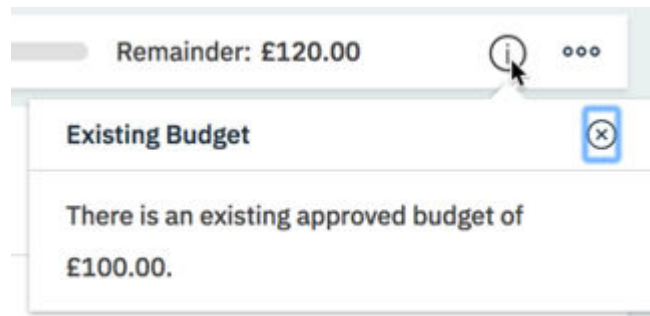 Remainder: £120.00
Existing Budget
There is an existing approved budget of
£100.00.